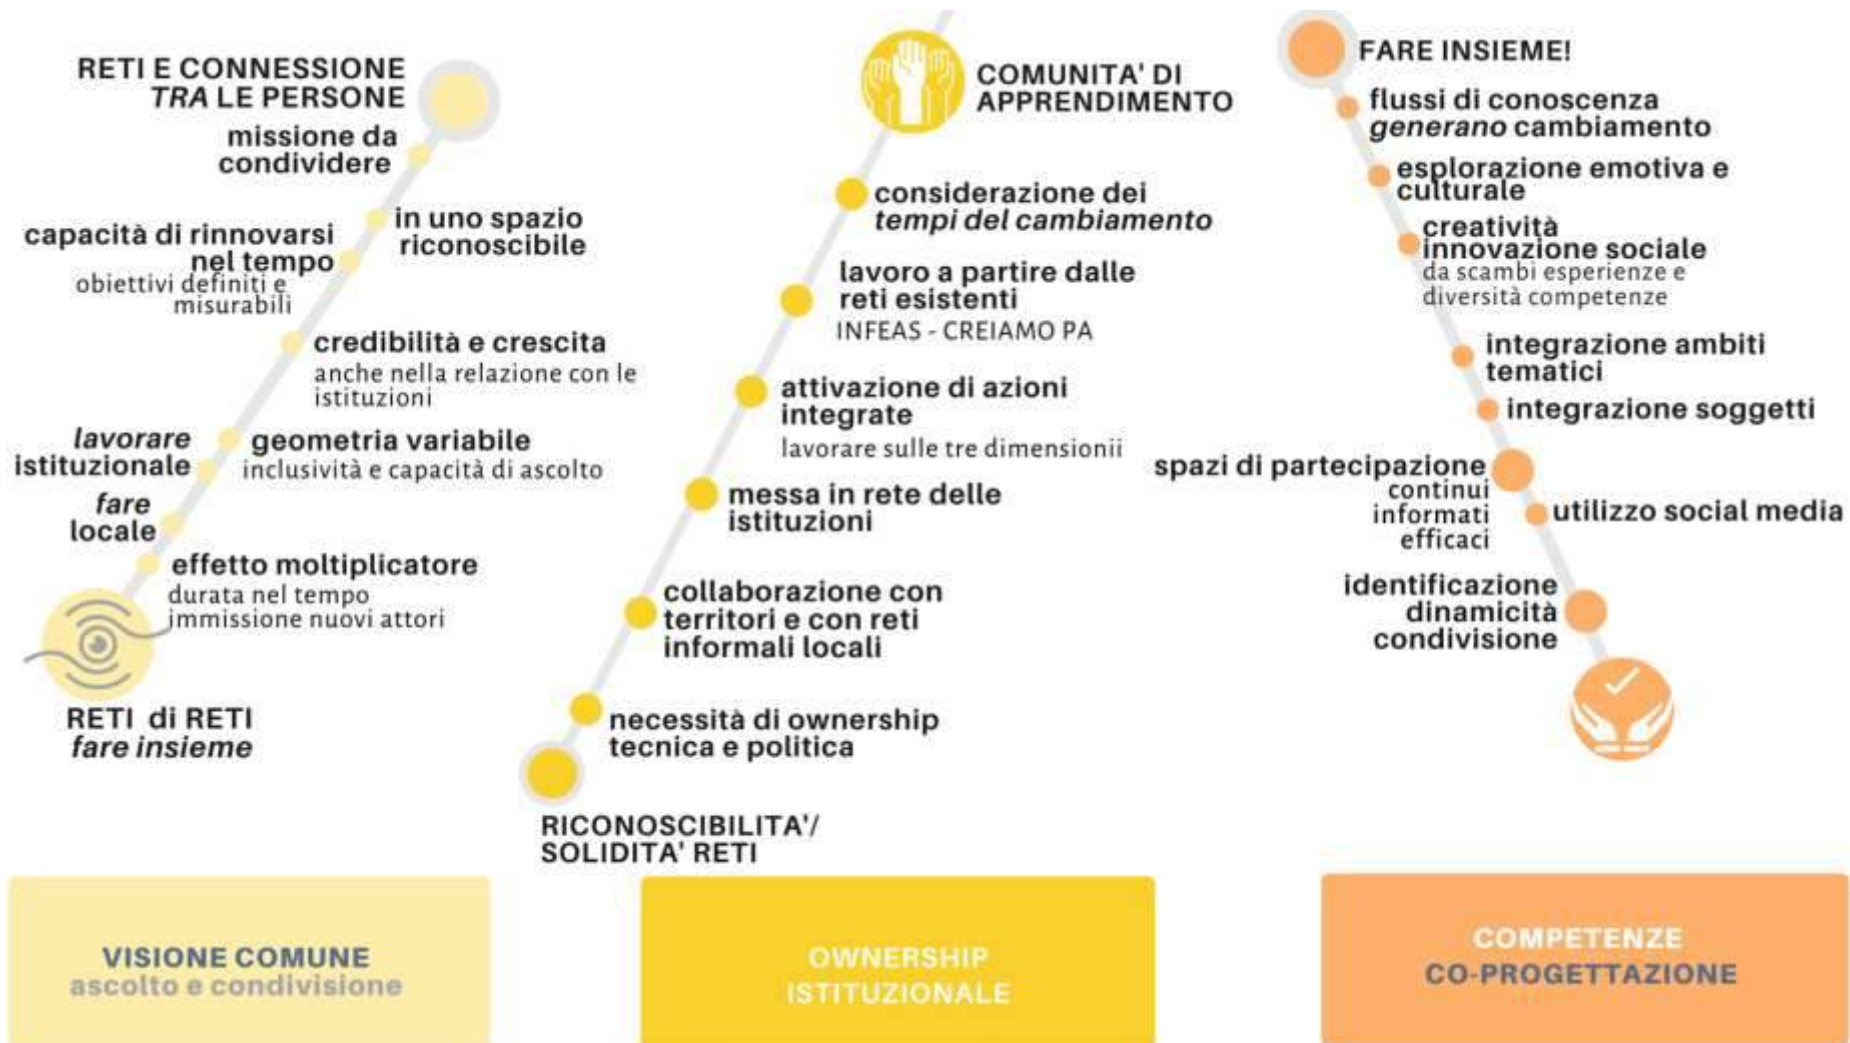 RETI E CONNESSIONE
TRA LE PERSONE
missione da
condividere
in uno spazio
riconoscibile
capacità di rinnovarsi
nel tempo
obiettivi definiti e
misurabili
credibilità e crescita
anche nella relazione con le
istituzioni
geometria variabile
inclusività e capacità di ascolto
lavorare
istituzionale
fare
locale
effetto moltiplicatore
durata nel tempo
immissione nuovi attori
RETI di RETI
fare insieme
VISIONE COMUNE
ascolto e condivisione
COMUNITA' DI
APPRENDIMENTO
considerazione dei
tempi del cambiamento
lavoro a partire dalle
reti esistenti
INFEAS - CREIAMO PA
attivazione di azioni
integrate
lavorare sulle tre dimensionii
messa in rete delle
istituzioni
collaborazione con
territori e con reti
informali locali
necessità di ownership
tecnica e politica
RICONOSCIBILITA'/
SOLIDITA' RETI
OWNERSHIP
ISTITUZIONALE
FARE INSIEME!
flussi di conoscenza
generano cambiamento
esplorazione emotiva e
culturale
creatività
innovazione sociale
da scambi esperienze e
diversità competenze
integrazione ambiti
tematici
integrazione soggetti
spazi di partecipazione
continui
informati
efficaci
utilizzo social media
identificazione
dinamicità
condivisione
COMPETENZE
CO-PROGETTAZIONE